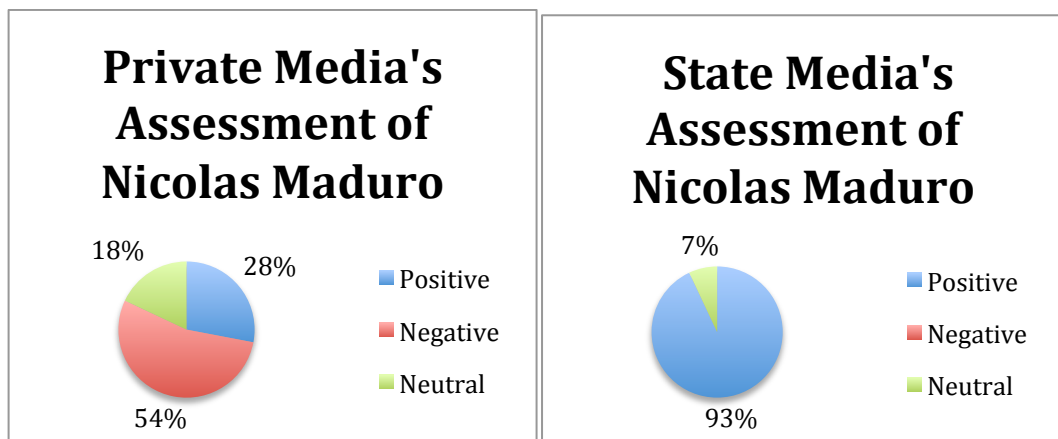 Private Media's
Assessment of
Nicolas Maduro
18%
28%
Positive
Negative
Neutral
54%
State Media's
Assessment of
Nicolas Maduro
7%
Positive
Negative
Neutral
93%